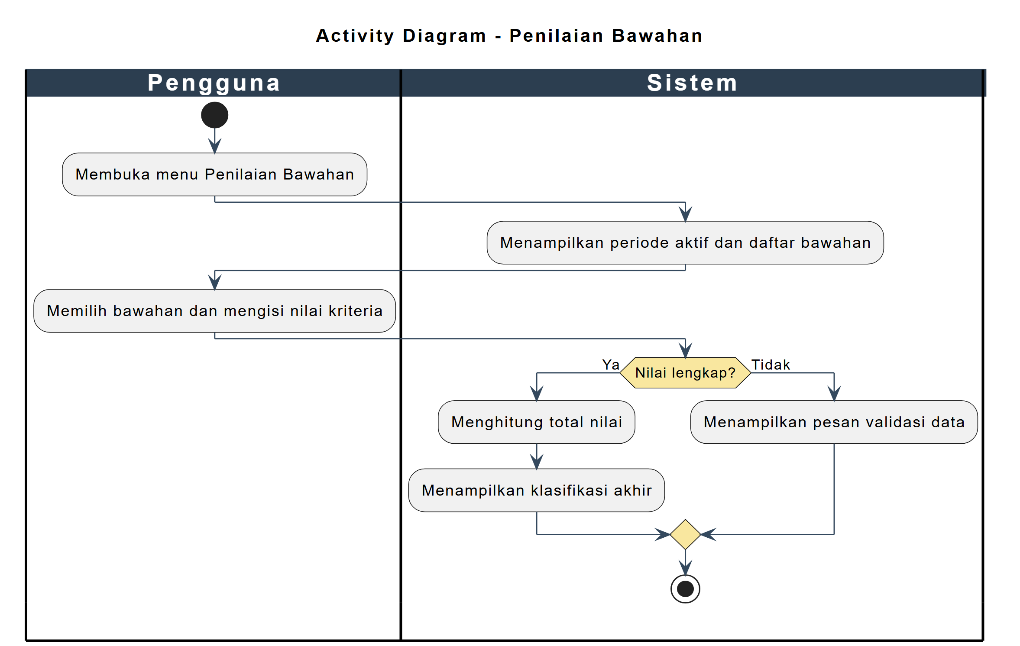 Activity Diagram - Penilaian Bawahan
Pengguna
Sistem
Membuka menu Penilaian Bawahan
Menampilkan periode aktif dan daftar bawahan
Memilih bawahan dan mengisi nilai kriteria
Nilai lengkap?
Ya
Tidak
Menghitung total nilai
Menampilkan pesan validasi data
Menampilkan klasifikasi akhir